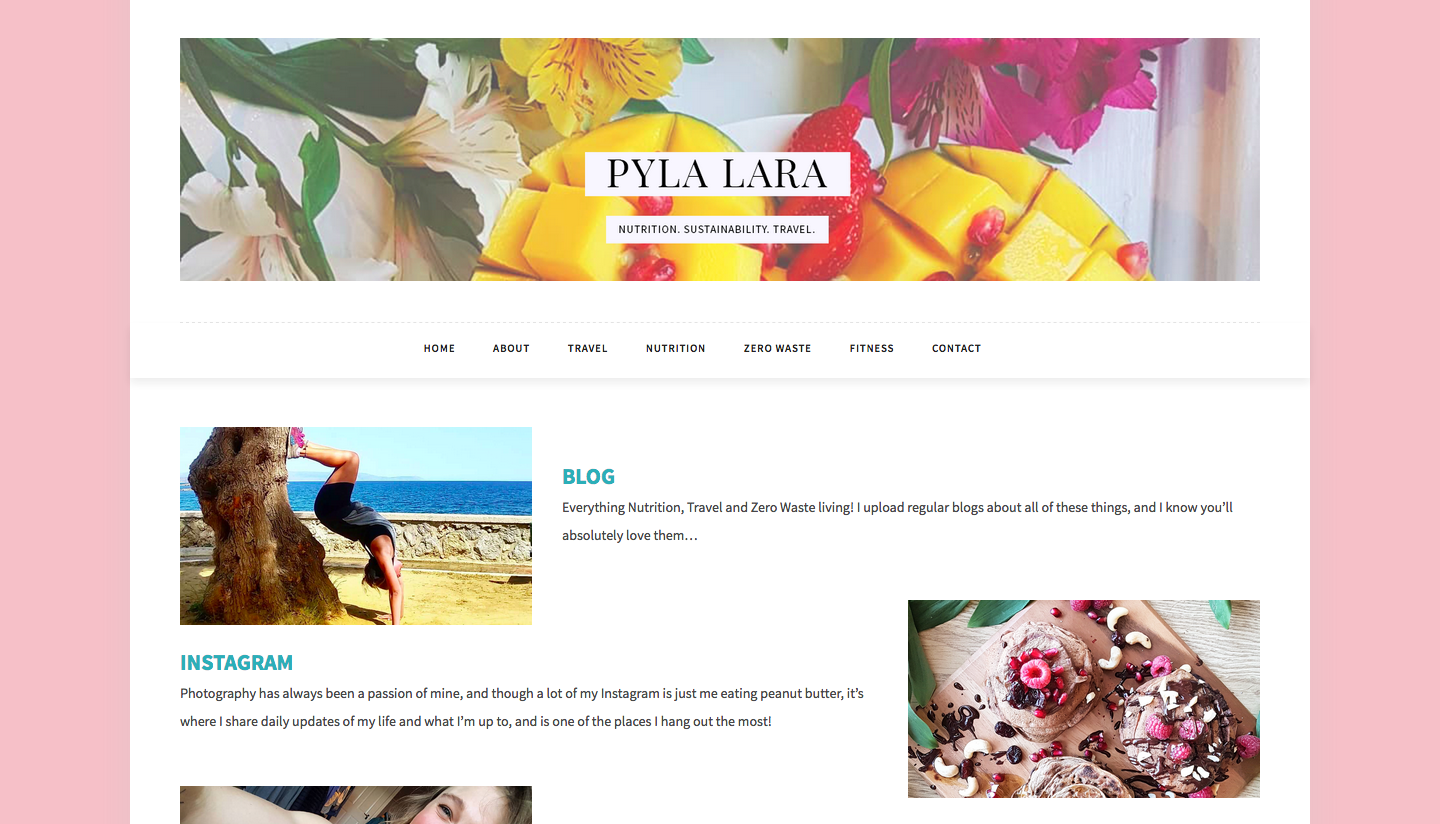 PYLA LARA
NUTRITION. SUSTAINABILITY. TRAVEL.
HOME ABOUT TRAVEL NUTRITION ZERO WASTE FITNESS CONTACT
BLOG
Everything Nutrition, Travel and Zero Waste living! I upload regular blogs about all of these things, and I know you’ll
absolutely love them…
INSTAGRAM
Photography has always been a passion of mine, and though a lot of my Instagram is just me eating peanut butter, it’s
where I share daily updates of my life and what I’m up to, and is one of the places I hang out the most!